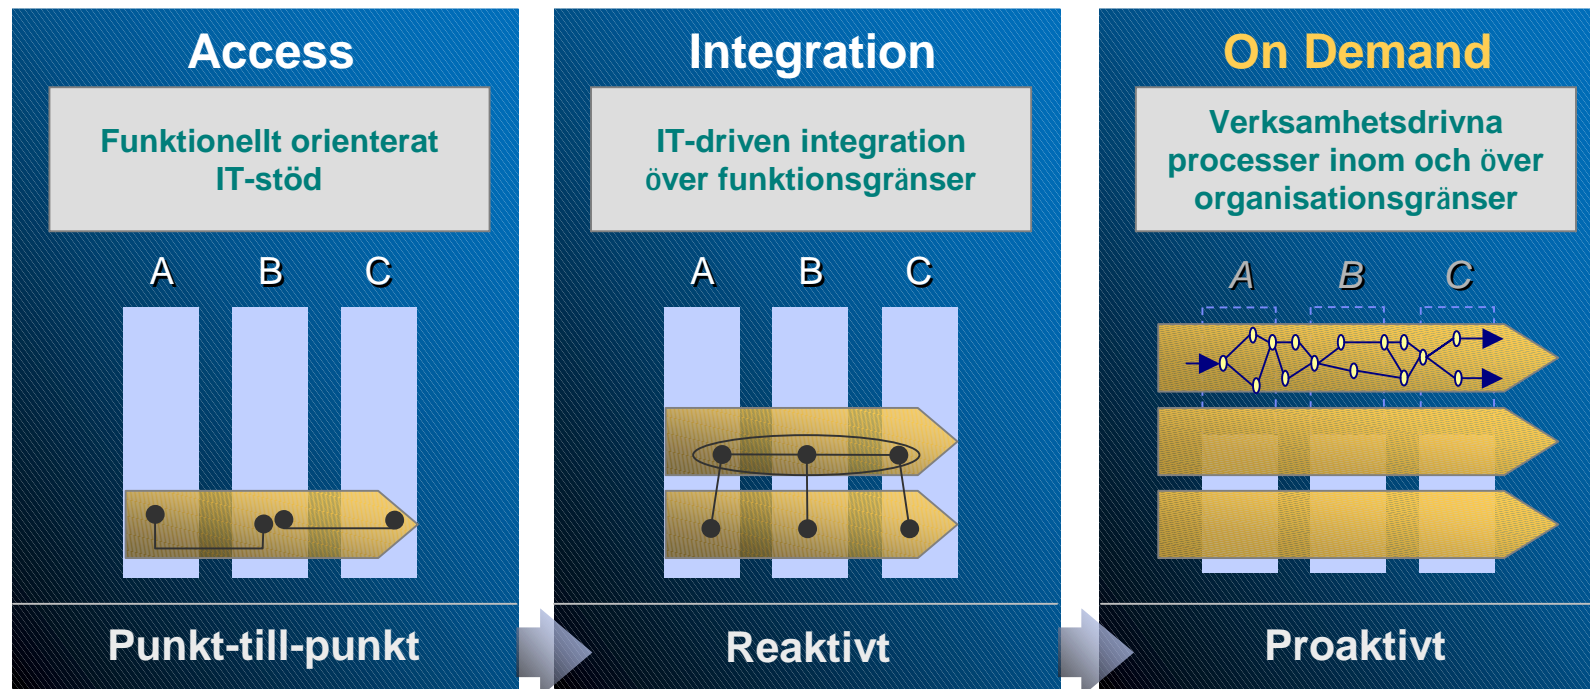 Access
Funktionellt orienterat
IT-stöd
A B C
Punkt-till-punkt
Integration
IT-driven integration
över funktionsgränser
A B C
Reaktivt
On Demand
Verksamhetsdrivna
processer inom och över
organisationsgränser
A B C
Proaktivt